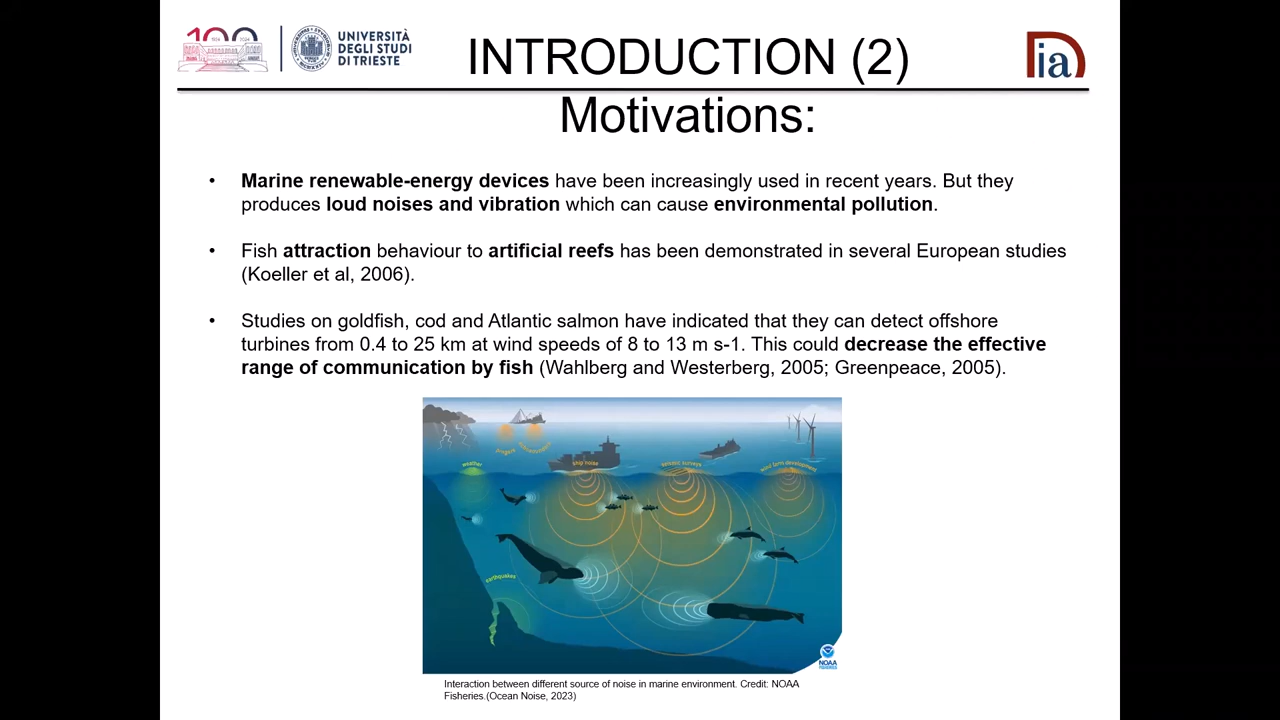 100
UNIVERSITÀ
DEGLI STUDI
DI TRIESTE
INTRODUCTION (2)
Motivations:
• Marine renewable-energy devices have been increasingly used in recent years. But they
produces loud noises and vibration which can cause environmental pollution.
• Fish attraction behaviour to artificial reefs has been demonstrated in several European studies
(Koeller et al, 2006).
• Studies on goldfish, cod and Atlantic salmon have indicated that they can detect offshore
turbines from 0.4 to 25 km at wind speeds of 8 to 13 m s-1. This could decrease the effective
range of communication by fish (Wahlberg and Westerberg, 2005; Greenpeace, 2005).
pingers
weather
ship noise
seismic surveys
wind farm development
earthquakes
NOAA
FISHERIES
Interaction between different source of noise in marine environment. Credit: NOAA
Fisheries.(Ocean Noise, 2023)